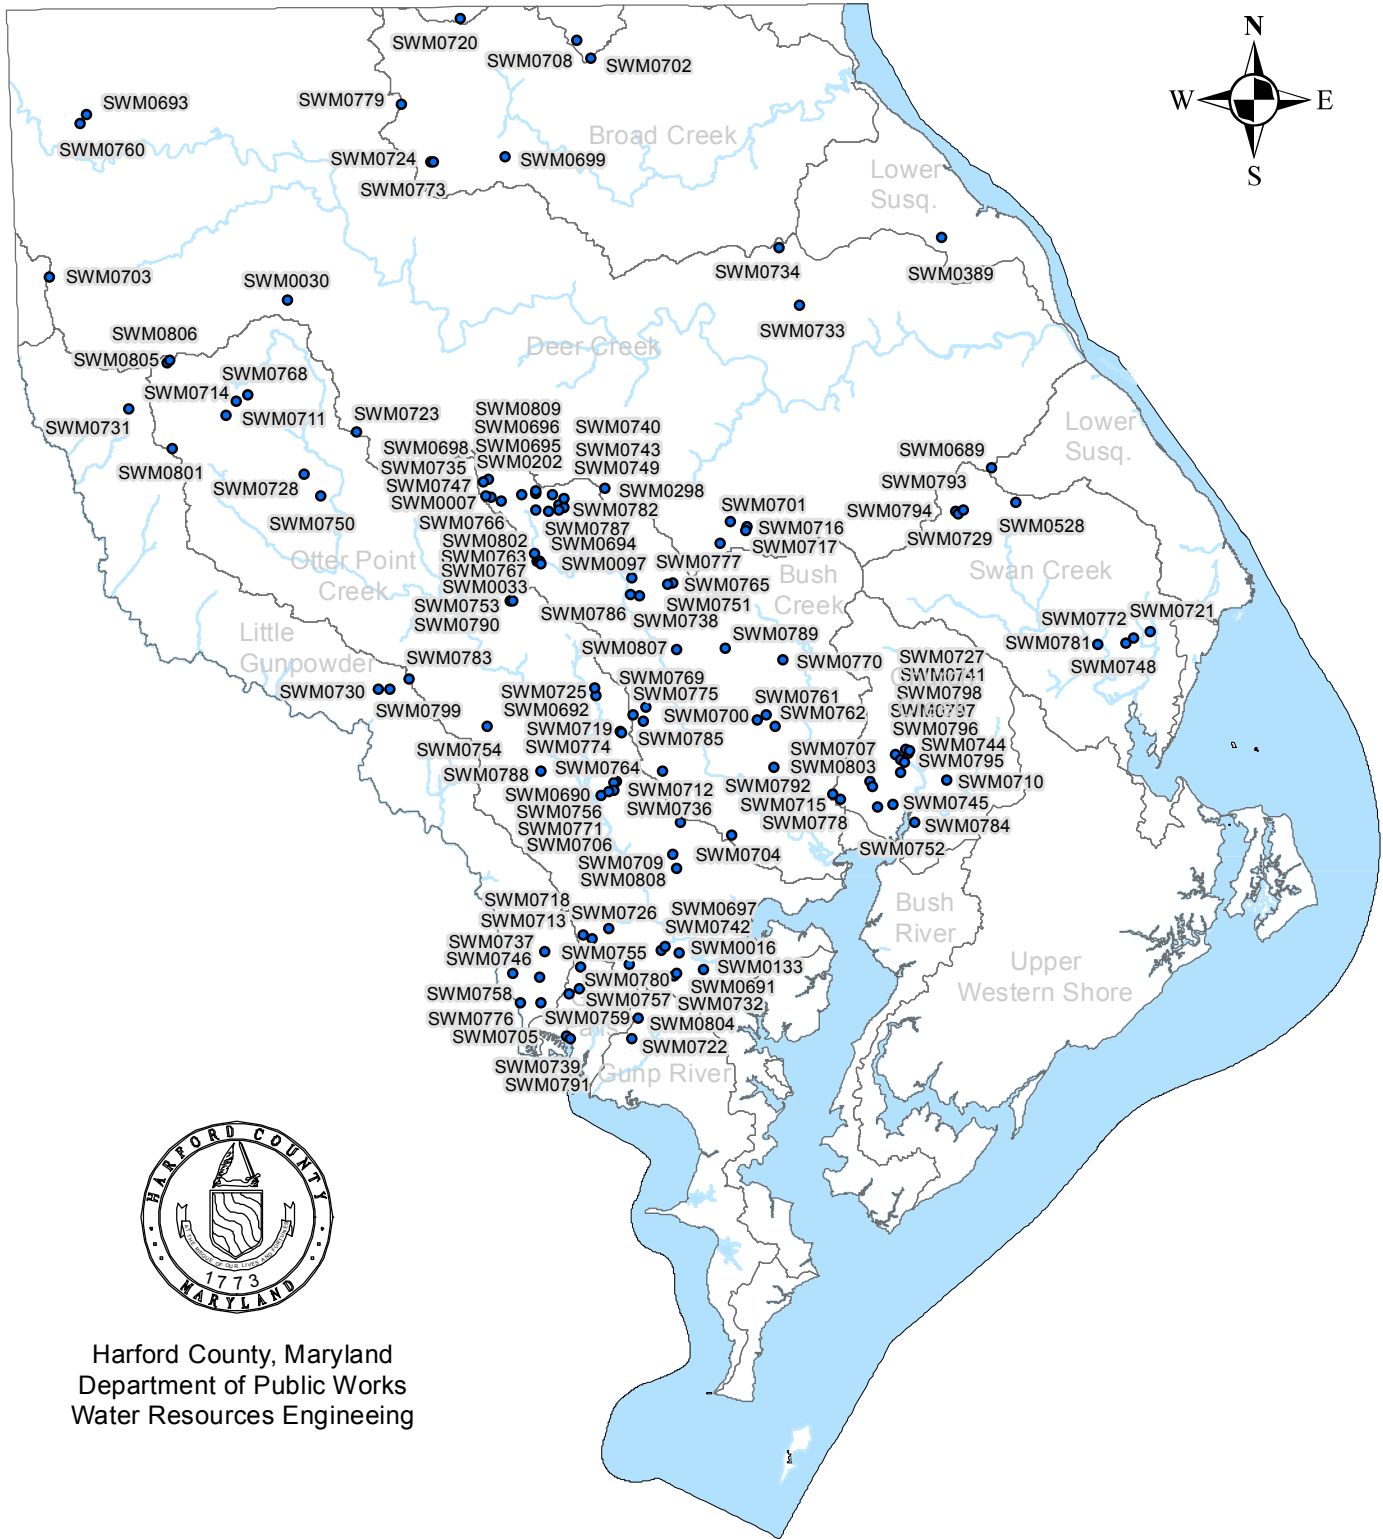 N
W
E
S
SWM0720
SWM0708
SWM0702
SWM0693
SWM0779
SWM0760
Broad Creek
SWM0724
SWM0699
SWM0773
Lower
Susq.
SWM0734
SWM0389
SWM0703
SWM0030
SWM0733
SWM0806
SWM0805
Deer Creek
SWM0768
SWM0714
SWM0711
SWM0731
SWM0723
SWM0801
SWM0728
SWM0750
SWM0809
SWM0696
SWM0695
SWM0202
SWM0740
SWM0743
SWM0749
SWM0698
SWM0735
SWM0747
SWM0007
SWM0298
SWM0782
SWM0787
SWM0694
SWM0766
SWM0802
SWM0763
SWM0767
SWM0033
SWM0753
SWM0790
SWM0097
SWM0786
SWM0701
SWM0716
SWM0717
SWM0777
SWM0765
SWM0751
SWM0738
Lower
Susq.
SWM0689
SWM0793
SWM0794
SWM0528
SWM0729
Otter Point
Creek
Bush
Creek
Swan Creek
SWM0772
SWM0721
SWM0781
SWM0748
Little
Gunpowder
SWM0783
SWM0730
SWM0799
SWM0807
SWM0789
SWM0770
SWM0727
SWM0741
SWM0798
SWM0797
SWM0796
SWM0744
SWM0795
SWM0710
SWM0725
SWM0692
SWM0769
SWM0775
SWM0700
SWM0761
SWM0762
SWM0719
SWM0774
SWM0785
SWM0754
SWM0788
SWM0764
SWM0707
SWM0803
SWM0690
SWM0712
SWM0792
SWM0756
SWM0736
SWM0715
SWM0745
SWM0771
SWM0778
SWM0784
SWM0706
SWM0704
SWM0752
SWM0709
SWM0808
SWM0718
SWM0713
SWM0726
SWM0697
SWM0742
Bush
River
SWM0737
SWM0746
SWM0755
SWM0016
SWM0133
SWM0780
SWM0691
SWM0758
SWM0757
SWM0732
SWM0776
SWM0759
SWM0804
SWM0705
SWM0722
SWM0739
SWM0791
Gunp River
Upper
Western Shore
HARFORD COUNTY
1773
MARYLAND
Harford County, Maryland
Department of Public Works
Water Resources Engineeing